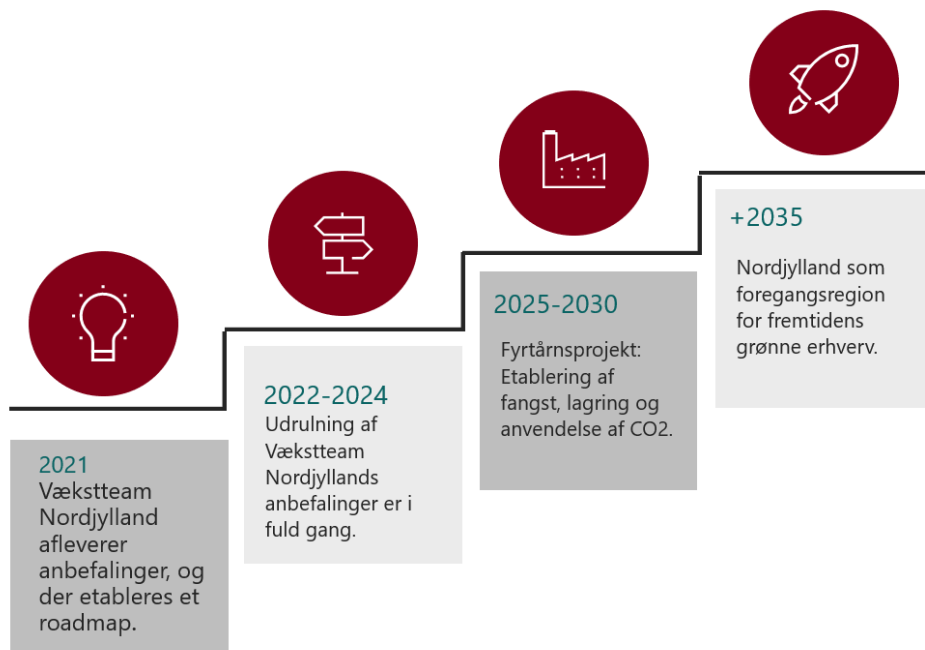 2021
Vækstteam
Nordjylland
afleverer
anbefalinger, og
der etableres et
roadmap.
2022-2024
Udrulning af
Vækstteam
Nordjyllands
anbefalinger er i
fuld gang.
2025-2030
Fyrtårnsprojekt:
Etablering af
fangst, lagring og
anvendelse af CO2.
+2035
Nordjylland som
foregangsregion
for fremtidens
grønne erhverv.